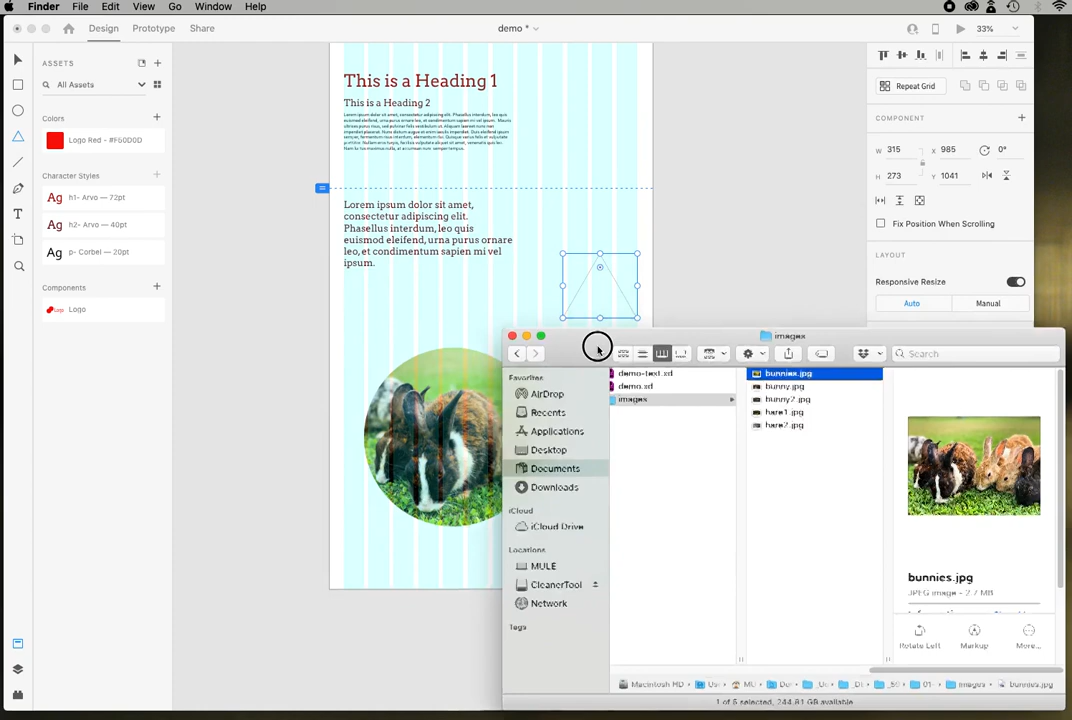 Finder File Edit View Go Window Help
Design Prototype Share demo * 33%
ASSETS
All Assets
Colors
Logo Red - #F60D0D
Character Styles
Ag h1- Arvo — 72pt
Ag h2- Arvo — 40pt
Ag p- Corbel — 20pt
Components
Logo
This is a Heading 1
This is a Heading 2
Lorem ipsum dolor sit amet,
consectetur adipiscing elit.
Phasellus interdum, leo quis
euismod eleifend, urna purus ornare
leo, et condimentum sapien mi vel
ipsum.
Repeat Grid
COMPONENT
W 315 X 985 0°
H 273 Y 1041
Fix Position When Scrolling
LAYOUT
Responsive Resize
Auto Manual
images
Search
Favorites
AirDrop
Recents
Applications
Desktop
Documents
Downloads
iCloud
iCloud Drive
Locations
MULE
CleanerTool
Network
Tags
demo-text.xd
demo.xd
images
bunnies.jpg
bunny.jpg
bunny2.jpg
hare1.jpg
hare2.jpg
bunnies.jpg
JPEG image - 2.7 MB
Rotate Left Markup More...
Macintosh HD Us MU Do 01- images bunnies.jpg
1 of 5 selected, 244.81 GB available